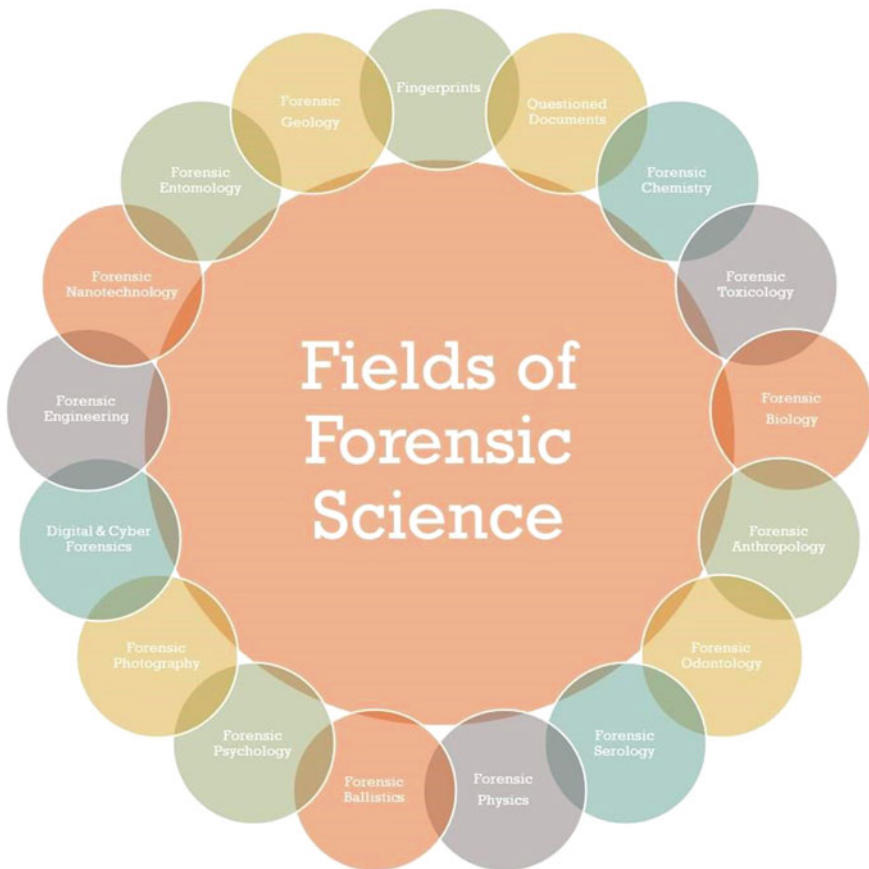 Fields of
Forensic
Science
Fingerprints
Questioned
Documents
Forensic
Chemistry
Forensic
Toxicology
Forensic
Biology
Forensic
Anthropology
Forensic
Odontology
Forensic
Serology
Forensic
Physics
Forensic
Ballistics
Forensic
Psychology
Forensic
Photography
Digital & Cyber
Forensics
Forensic
Engineering
Forensic
Nanotechnology
Forensic
Entomology
Forensic
Geology